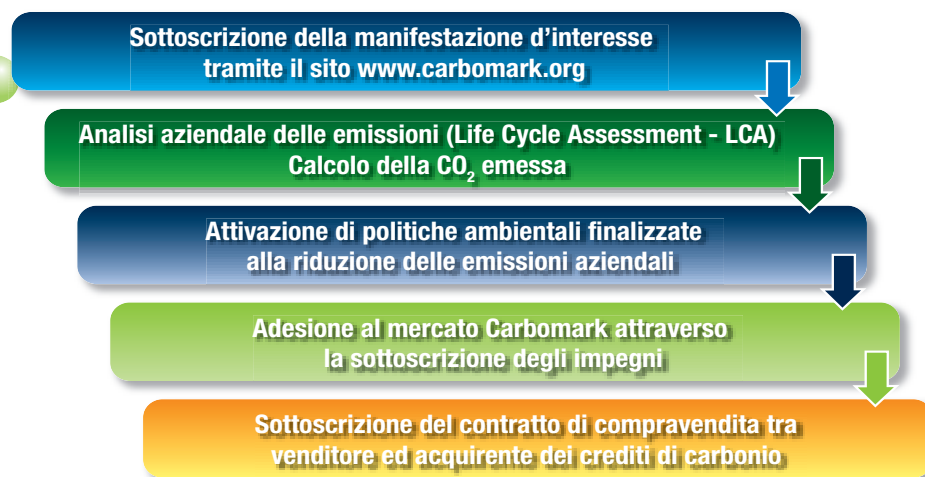 Sottoscrizione della manifestazione d’interesse
tramite il sito www.carbomark.org
Analisi aziendale delle emissioni (Life Cycle Assessment - LCA)
Calcolo della CO₂ emessa
Attivazione di politiche ambientali finalizzate
alla riduzione delle emissioni aziendali
Adesione al mercato Carbomark attraverso
la sottoscrizione degli impegni
Sottoscrizione del contratto di compravendita tra
venditore ed acquirente dei crediti di carbonio